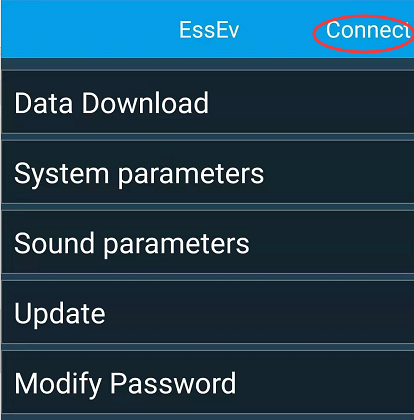 EssEv Connect
Data Download
System parameters
Sound parameters
Update
Modify Password